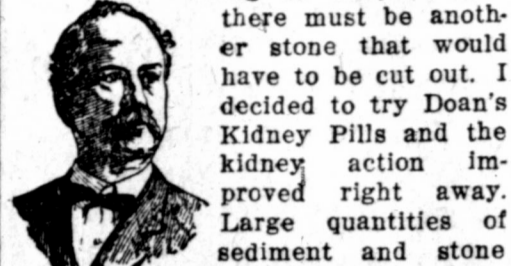 there must be anoth-
er stone that would
have to be cut out. I
decided to try Doan's
Kidney Pills and the
kidney action im-
proved right away.
Large quantities of
sediment and stone